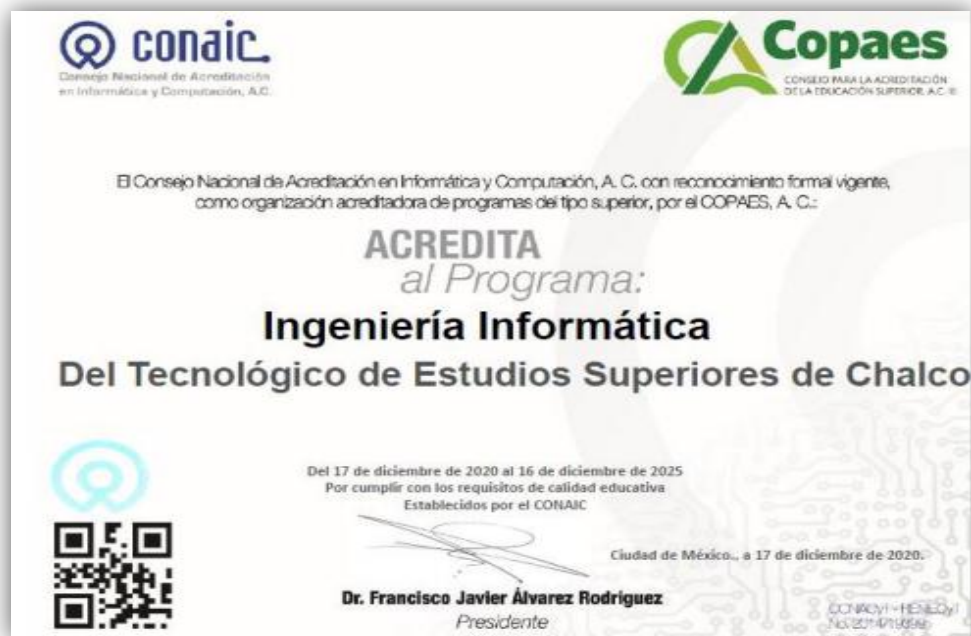 conaic.
Consejo Nacional de Acreditación
en Informática y Computación, A.C.
Copaes
CONSEJO PARA LA ACREDITACIÓN
DE LA EDUCACIÓN SUPERIOR, A.C. ®
El Consejo Nacional de Acreditación en Informática y Computación, A. C. con reconocimiento formal vigente,
como organización acreditadora de programas del tipo superior, por el COPAES, A. C.:
ACREDITA
al Programa:
Ingeniería Informática
Del Tecnológico de Estudios Superiores de Chalco
Del 17 de diciembre de 2020 al 16 de diciembre de 2025
Por cumplir con los requisitos de calidad educativa
Establecidos por el CONAIC
Ciudad de México., a 17 de diciembre de 2020.
Dr. Francisco Javier Álvarez Rodríguez
Presidente
No.